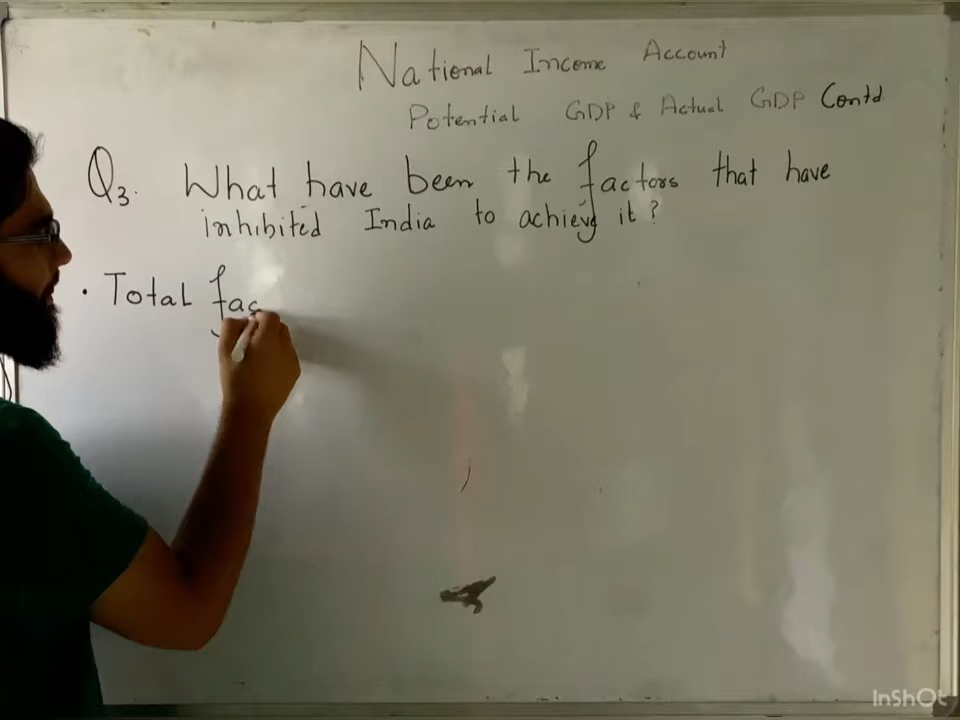 National Income Account
Potential GDP & Actual GDP Contd
Q3. What have been the factors that have
inhibited India to achieve it?
• Total fac
InShOt